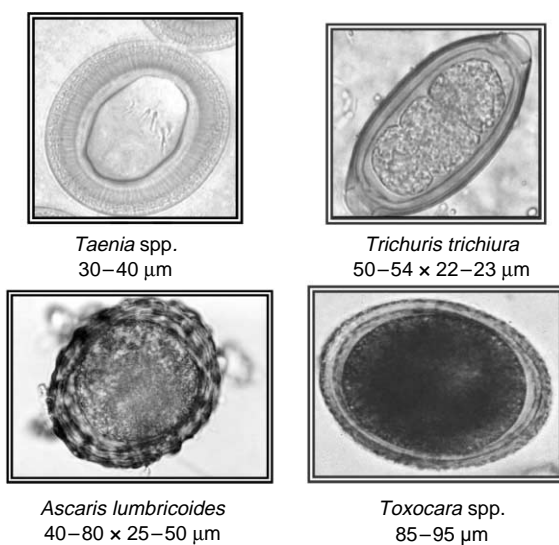 Taenia spp.
30–40 μm
Trichuris trichiura
50–54 × 22–23 μm
Ascaris lumbricoides
40–80 × 25–50 μm
Toxocara spp.
85–95 μm